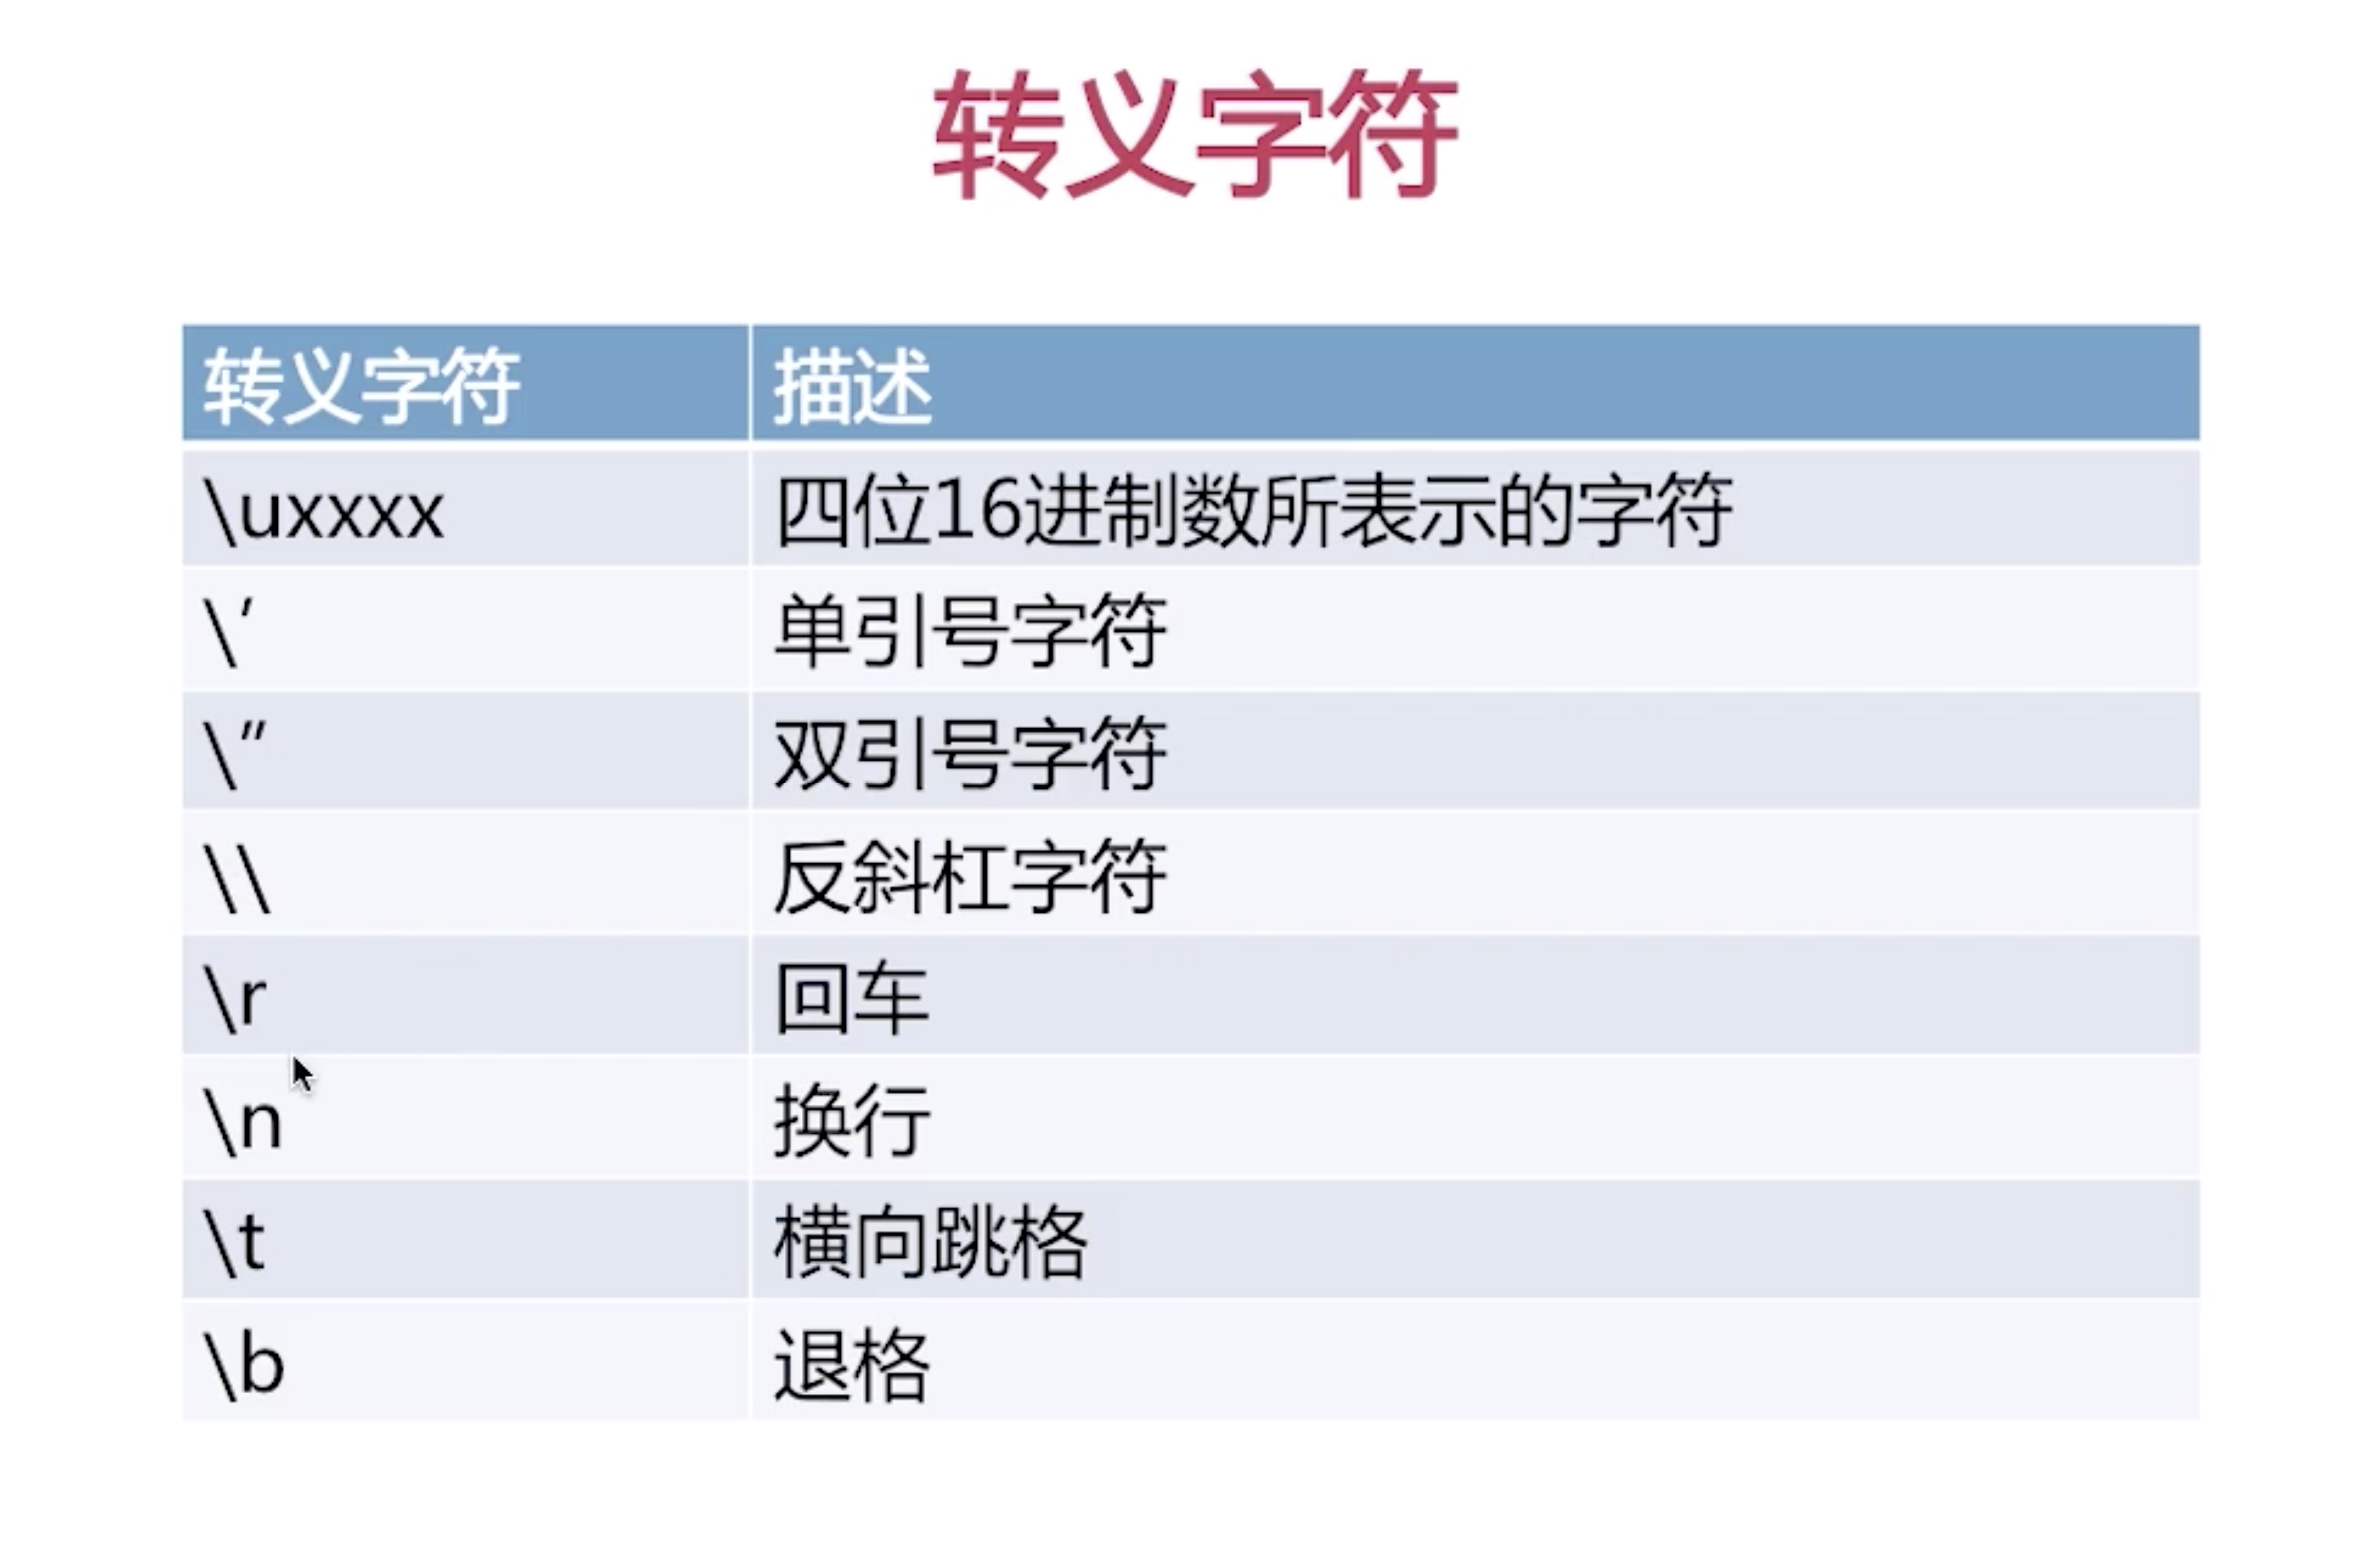 转义字符
转义字符 描述
\uxxxx 四位16进制数所表示的字符
\′ 单引号字符
\″ 双引号字符
\\ 反斜杠字符
\r 回车
\n 换行
\t 横向跳格
\b 退格